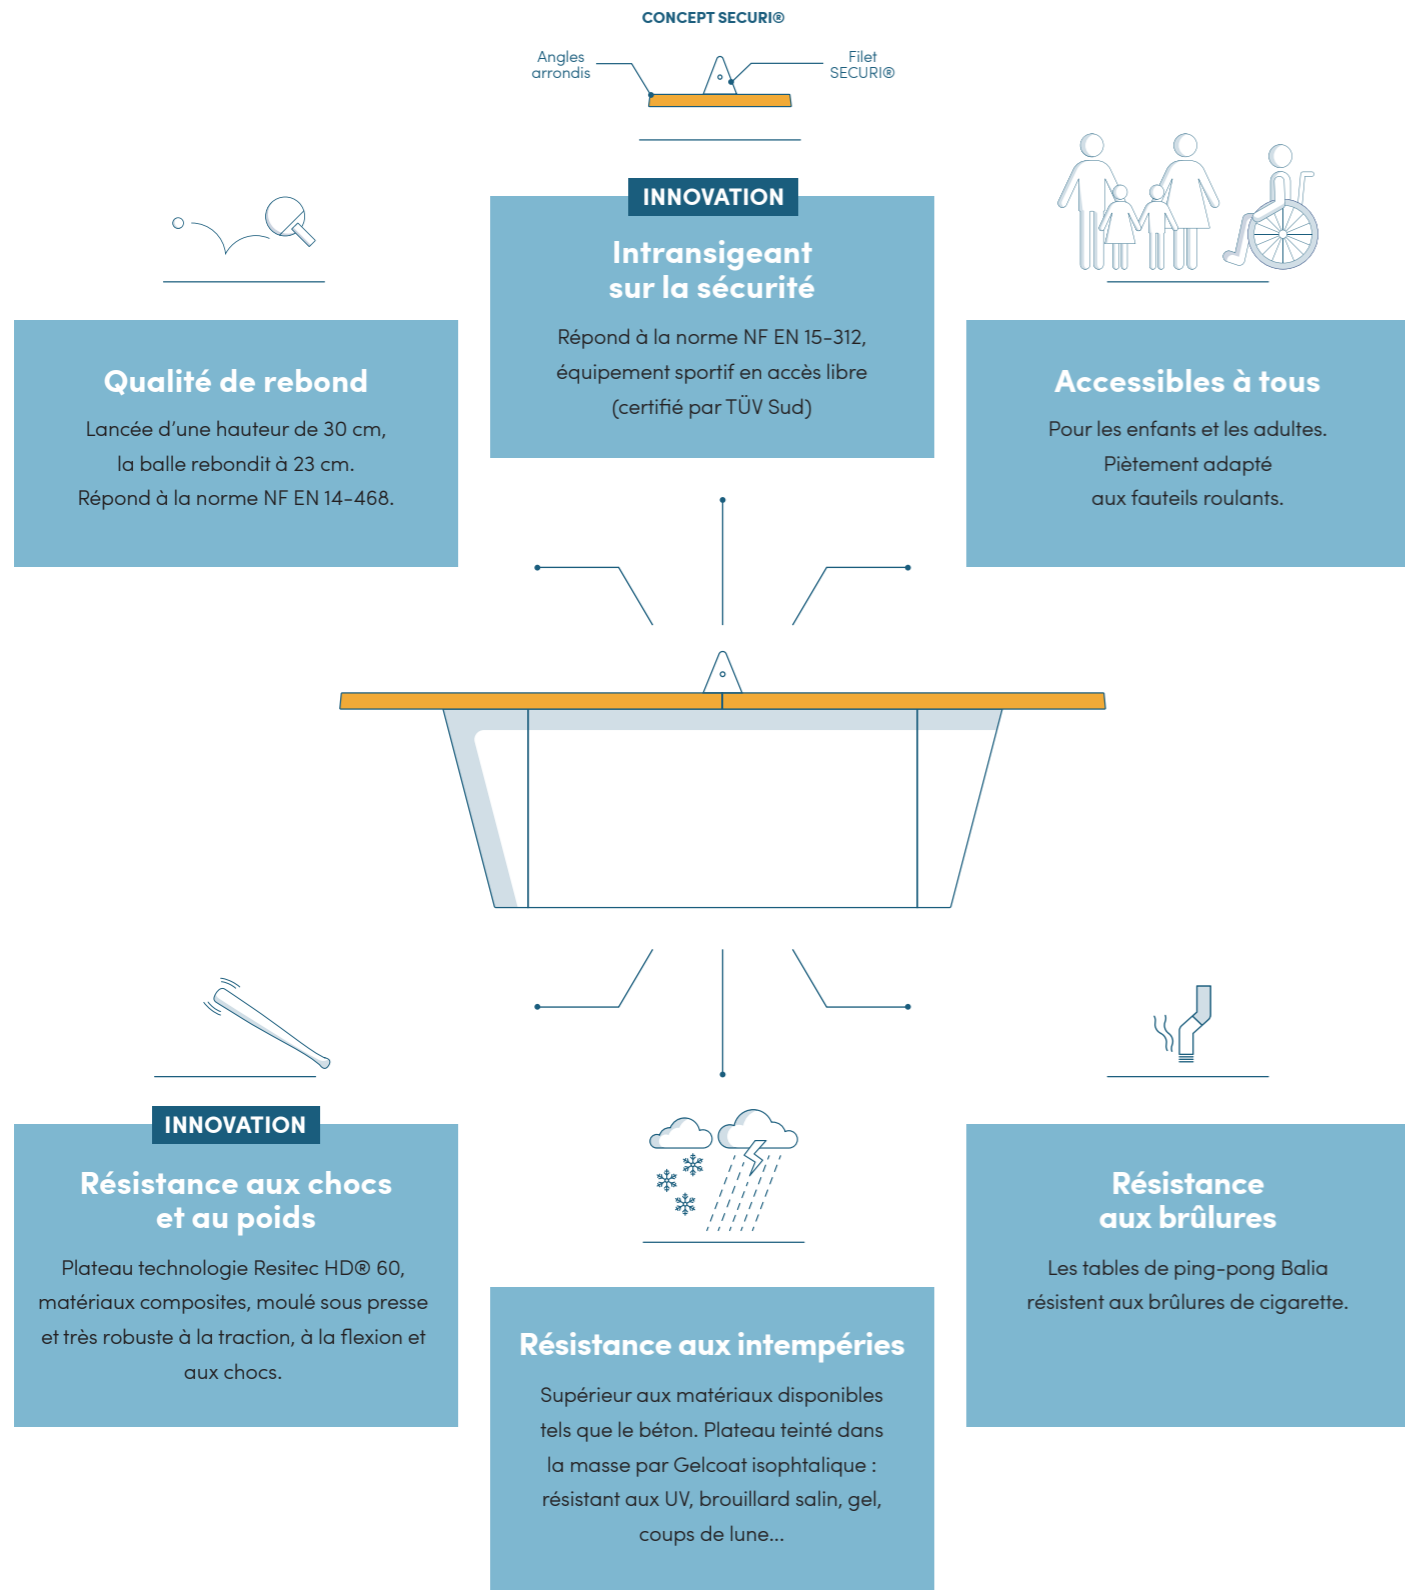 CONCEPT SECURI®
Angles
arrondis
Filet
SECURI®
INNOVATION
Intransigeant
sur la sécurité
Répond à la norme NF EN 15-312,
équipement sportif en accès libre
(certifié par TÜV Sud)
Qualité de rebond
Lancée d'une hauteur de 30 cm,
la balle rebondit à 23 cm.
Répond à la norme NF EN 14-468.
Accessibles à tous
Pour les enfants et les adultes.
Piètement adapté
aux fauteils roulants.
INNOVATION
Résistance aux chocs
et au poids
Plateau technologie Resitec HD® 60,
matériaux composites, moulé sous presse
et très robuste à la traction, à la flexion et
aux chocs.
Résistance aux intempéries
Supérieur aux matériaux disponibles
tels que le béton. Plateau teinté dans
la masse par Gelcoat isophtalique :
résistant aux UV, brouillard salin, gel,
coups de lune...
Résistance
aux brûlures
Les tables de ping-pong Balia
résistent aux brûlures de cigarette.